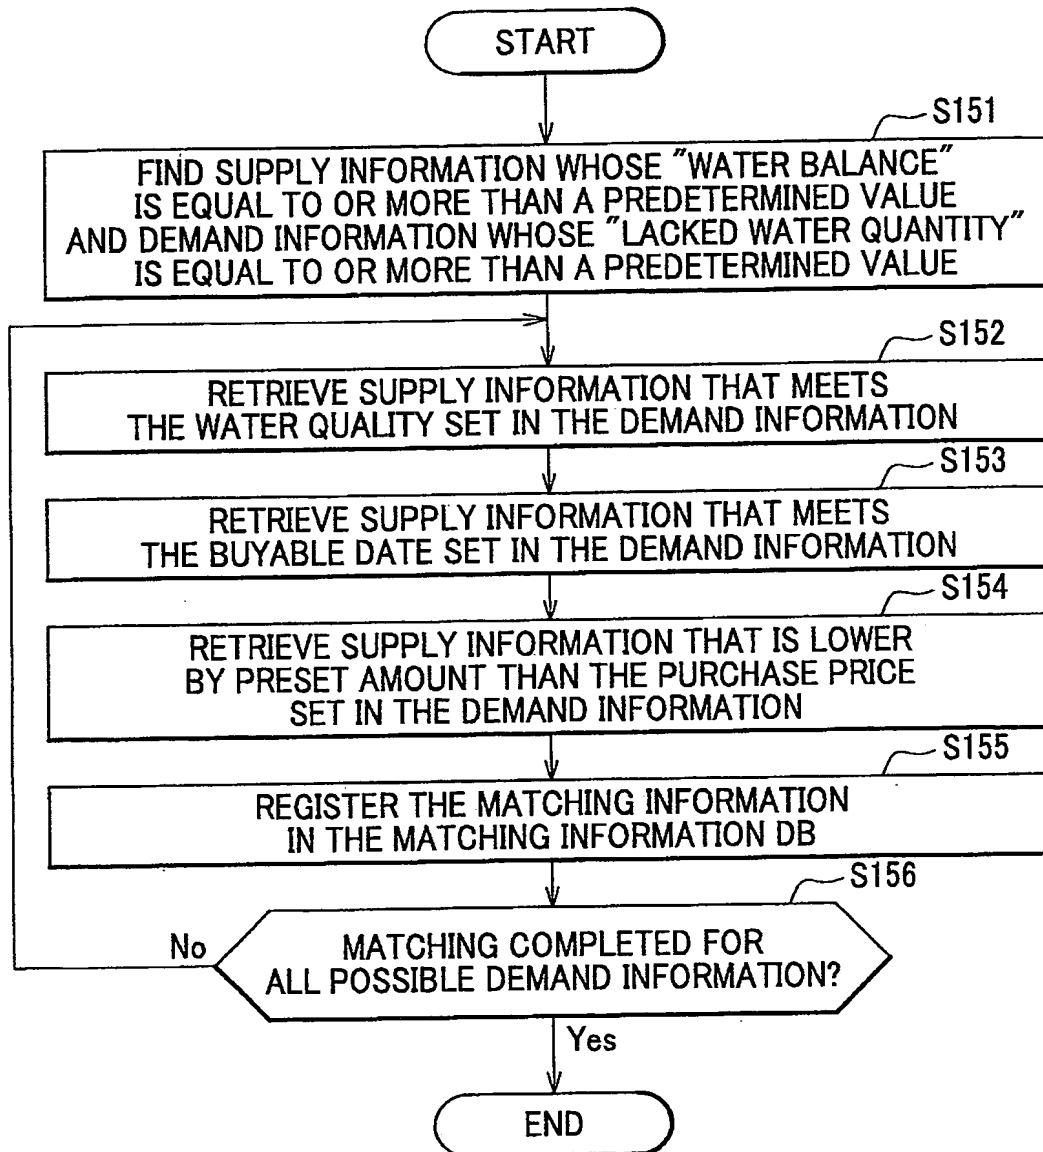 START
S151
FIND SUPPLY INFORMATION WHOSE "WATER BALANCE"
IS EQUAL TO OR MORE THAN A PREDETERMINED VALUE
AND DEMAND INFORMATION WHOSE "LACKED WATER QUANTITY"
IS EQUAL TO OR MORE THAN A PREDETERMINED VALUE
S152
RETRIEVE SUPPLY INFORMATION THAT MEETS
THE WATER QUALITY SET IN THE DEMAND INFORMATION
S153
RETRIEVE SUPPLY INFORMATION THAT MEETS
THE BUYABLE DATE SET IN THE DEMAND INFORMATION
S154
RETRIEVE SUPPLY INFORMATION THAT IS LOWER
BY PRESET AMOUNT THAN THE PURCHASE PRICE
SET IN THE DEMAND INFORMATION
S155
REGISTER THE MATCHING INFORMATION
IN THE MATCHING INFORMATION DB
S156
No
MATCHING COMPLETED FOR
ALL POSSIBLE DEMAND INFORMATION?
Yes
END